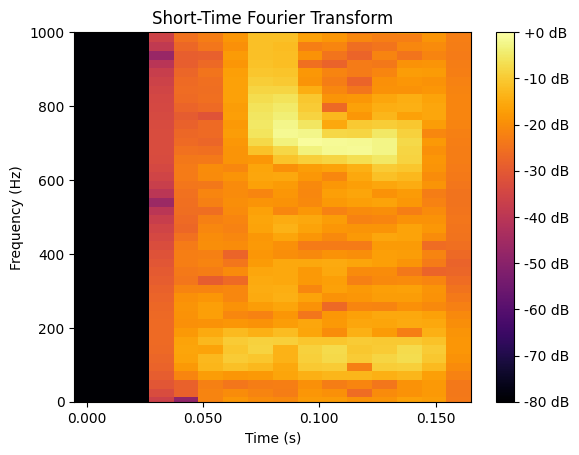 Short-Time Fourier Transform
1000
800
600
400
200
0
Frequency (Hz)
0.000
0.050
0.100
0.150
Time (s)
+0 dB
-10 dB
-20 dB
-30 dB
-40 dB
-50 dB
-60 dB
-70 dB
-80 dB